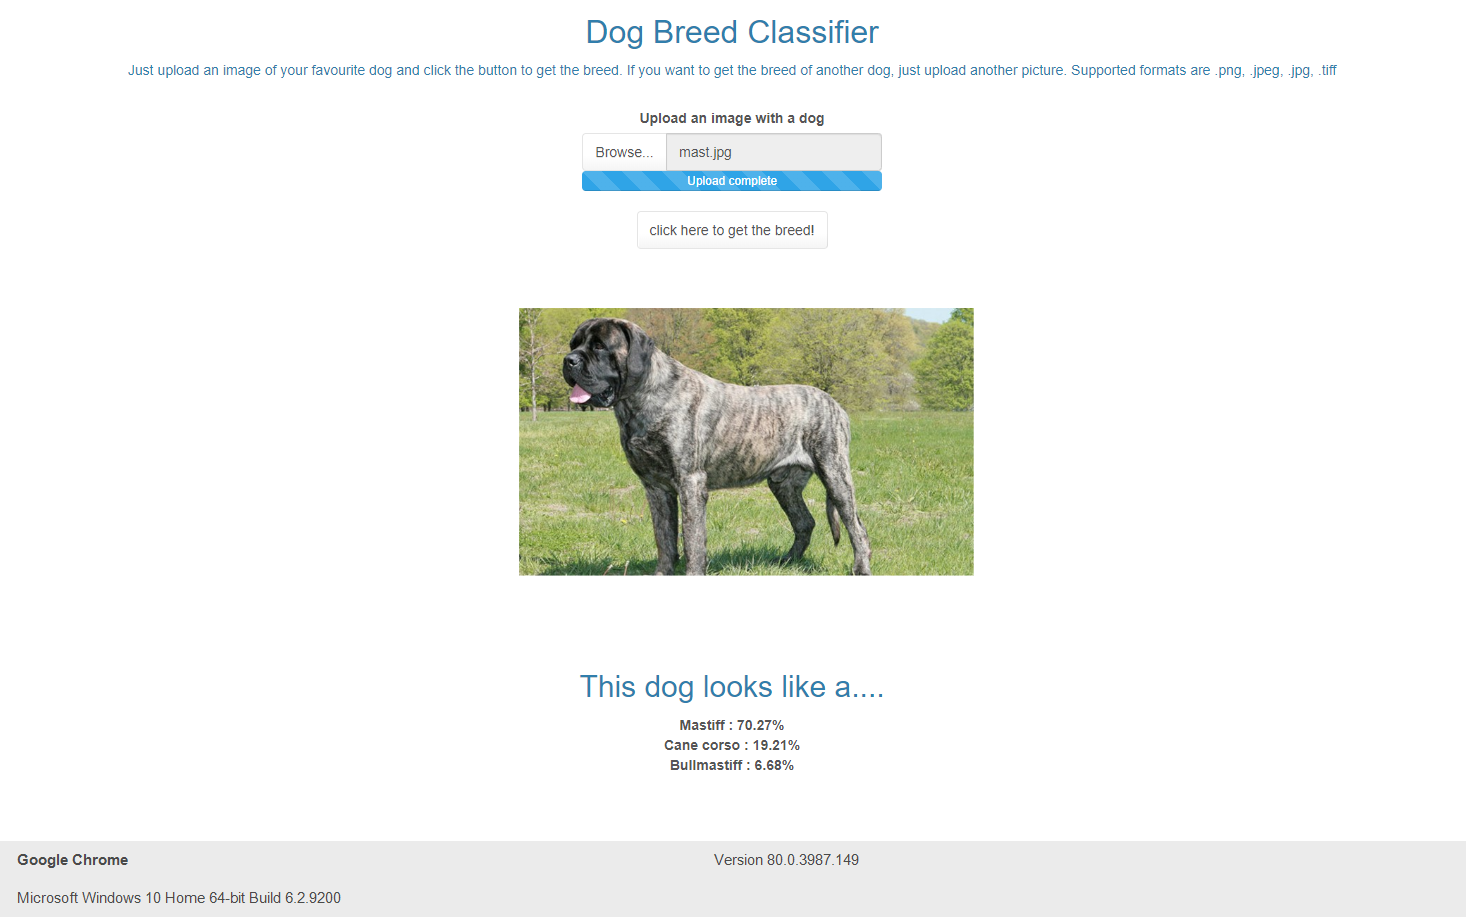 Dog Breed Classifier
Just upload an image of your favourite dog and click the button to get the breed. If you want to get the breed of another dog, just upload another picture. Supported formats are .png, .jpeg, .jpg, .tiff
Upload an image with a dog
Browse... mast.jpg
Upload complete
click here to get the breed!
This dog looks like a....
Mastiff : 70.27%
Cane corso : 19.21%
Bullmastiff : 6.68%
Google Chrome Version 80.0.3987.149
Microsoft Windows 10 Home 64-bit Build 6.2.9200